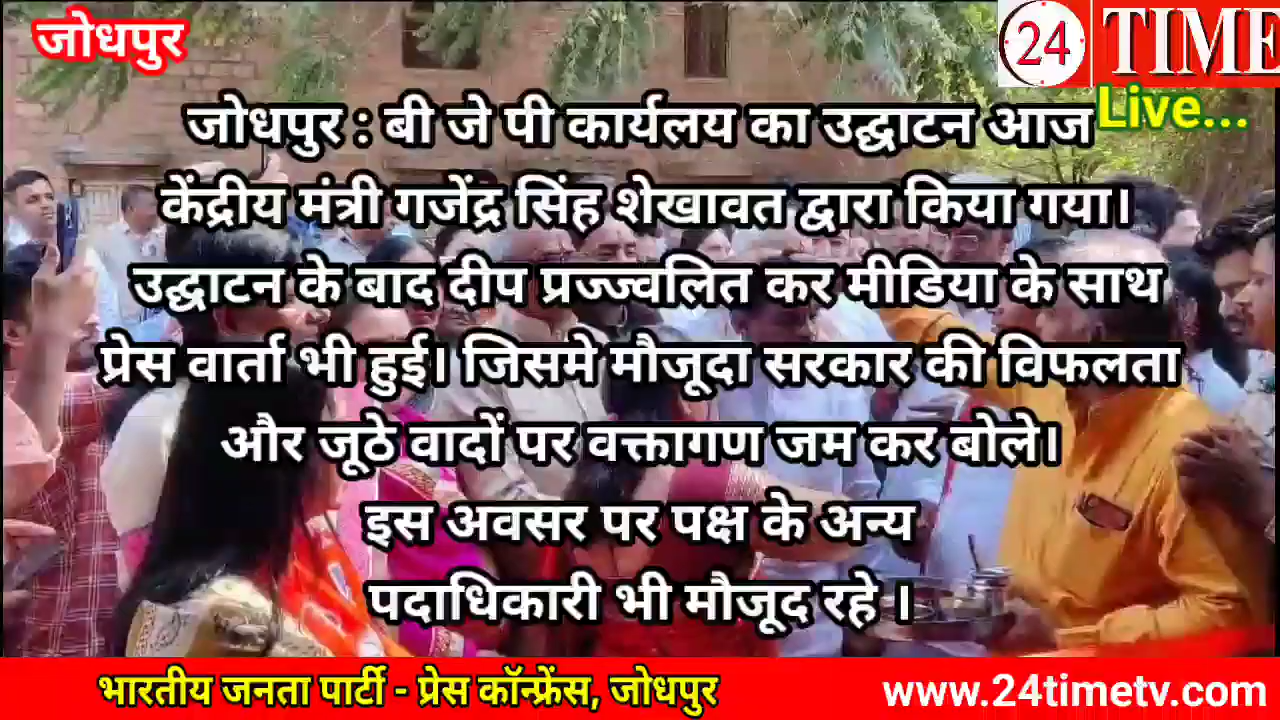 जोधपुर
24 TIME
Live...
जोधपुर : बी जे पी कार्यलय का उद्घाटन आज
केंद्रीय मंत्री गजेंद्र सिंह शेखावत द्वारा किया गया।
उद्घाटन के बाद दीप प्रज्ज्वलित कर मीडिया के साथ
प्रेस वार्ता भी हुई। जिसमे मौजूदा सरकार की विफलता
और जूठे वादों पर वक्तागण जम कर बोले।
इस अवसर पर पक्ष के अन्य
पदाधिकारी भी मौजूद रहे ।
भारतीय जनता पार्टी - प्रेस कॉन्फ्रेंस, जोधपुर
www.24timetv.com